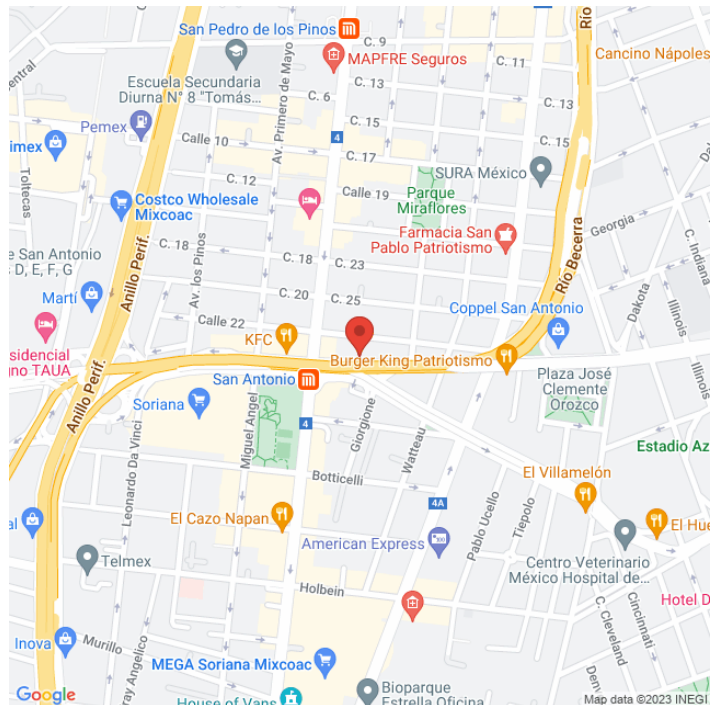 San Pedro de los Pinos
C. 9
Río
C. 11
MAPFRE Seguros
Cancino Nápoles
Central
Escuela Secundaria
Diurna N° 8 "Tomás...
C. 13
C. 6
C. 13
Av. Primero de Mayo
C. 15
Pemex
4
C. 15
Calle 10
C. 17
Toltecas
SURA México
C. 12
Calle 19
Parque
Miraflores
Costco Wholesale
Mixcoac
Farmacia San
Pablo Patriotismo
Georgia
C. Indiana
e San Antonio
s D, E, F, G
Anillo Perif.
Av. los Pinos
C. 18
C. 23
Río Becerra
Martí
C. 20
C. 25
Coppel San Antonio
Dakota
Illinois
Calle 22
KFC
esidencial
gno TAUA
Anillo Perif.
Burger King Patriotismo
San Antonio
Plaza José
Clemente
Orozco
Illinois
Soriana
Miguel Ángel
4
Giorgione
Watteau
Leonardo Da Vinci
Estadio Az
Botticelli
El Villamelón
4A
Pablo Ucello
Tiepolo
El Cazo Napan
El Hue
American Express
Telmex
Centro Veterinario
México Hospital de...
Holbein
Hotel D
C. Cleveland
Cincinnati
Inova
Murillo
ray Angelico
MEGA Soriana Mixcoac
Denv
House of Vans
Bioparque
Estrella Oficina
Google
Map data ©2023 INEGI